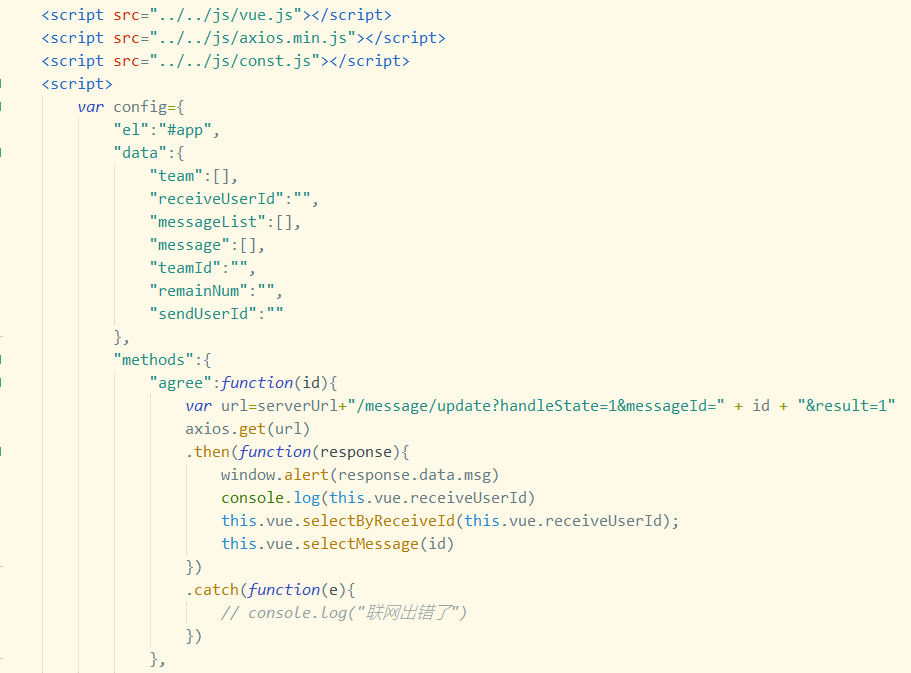 <script src="../../js/vue.js"></script>
<script src="../../js/axios.min.js"></script>
<script src="../../js/const.js"></script>
<script>
var config={
"el":"#app",
"data":{
"team":[],
"receiveUserId":"",
"messageList":[],
"message":[],
"teamId":"",
"remainNum":"",
"sendUserId":""
},
"methods":{
"agree":function(id){
var url=serverUrl+"/message/update?handleState=1&messageId=" + id + "&result=1"
axios.get(url)
.then(function(response){
window.alert(response.data.msg)
console.log(this.vue.receiveUserId)
this.vue.selectByReceiveId(this.vue.receiveUserId);
this.vue.selectMessage(id)
})
.catch(function(e){
// console.log("联网出错了")
})
},